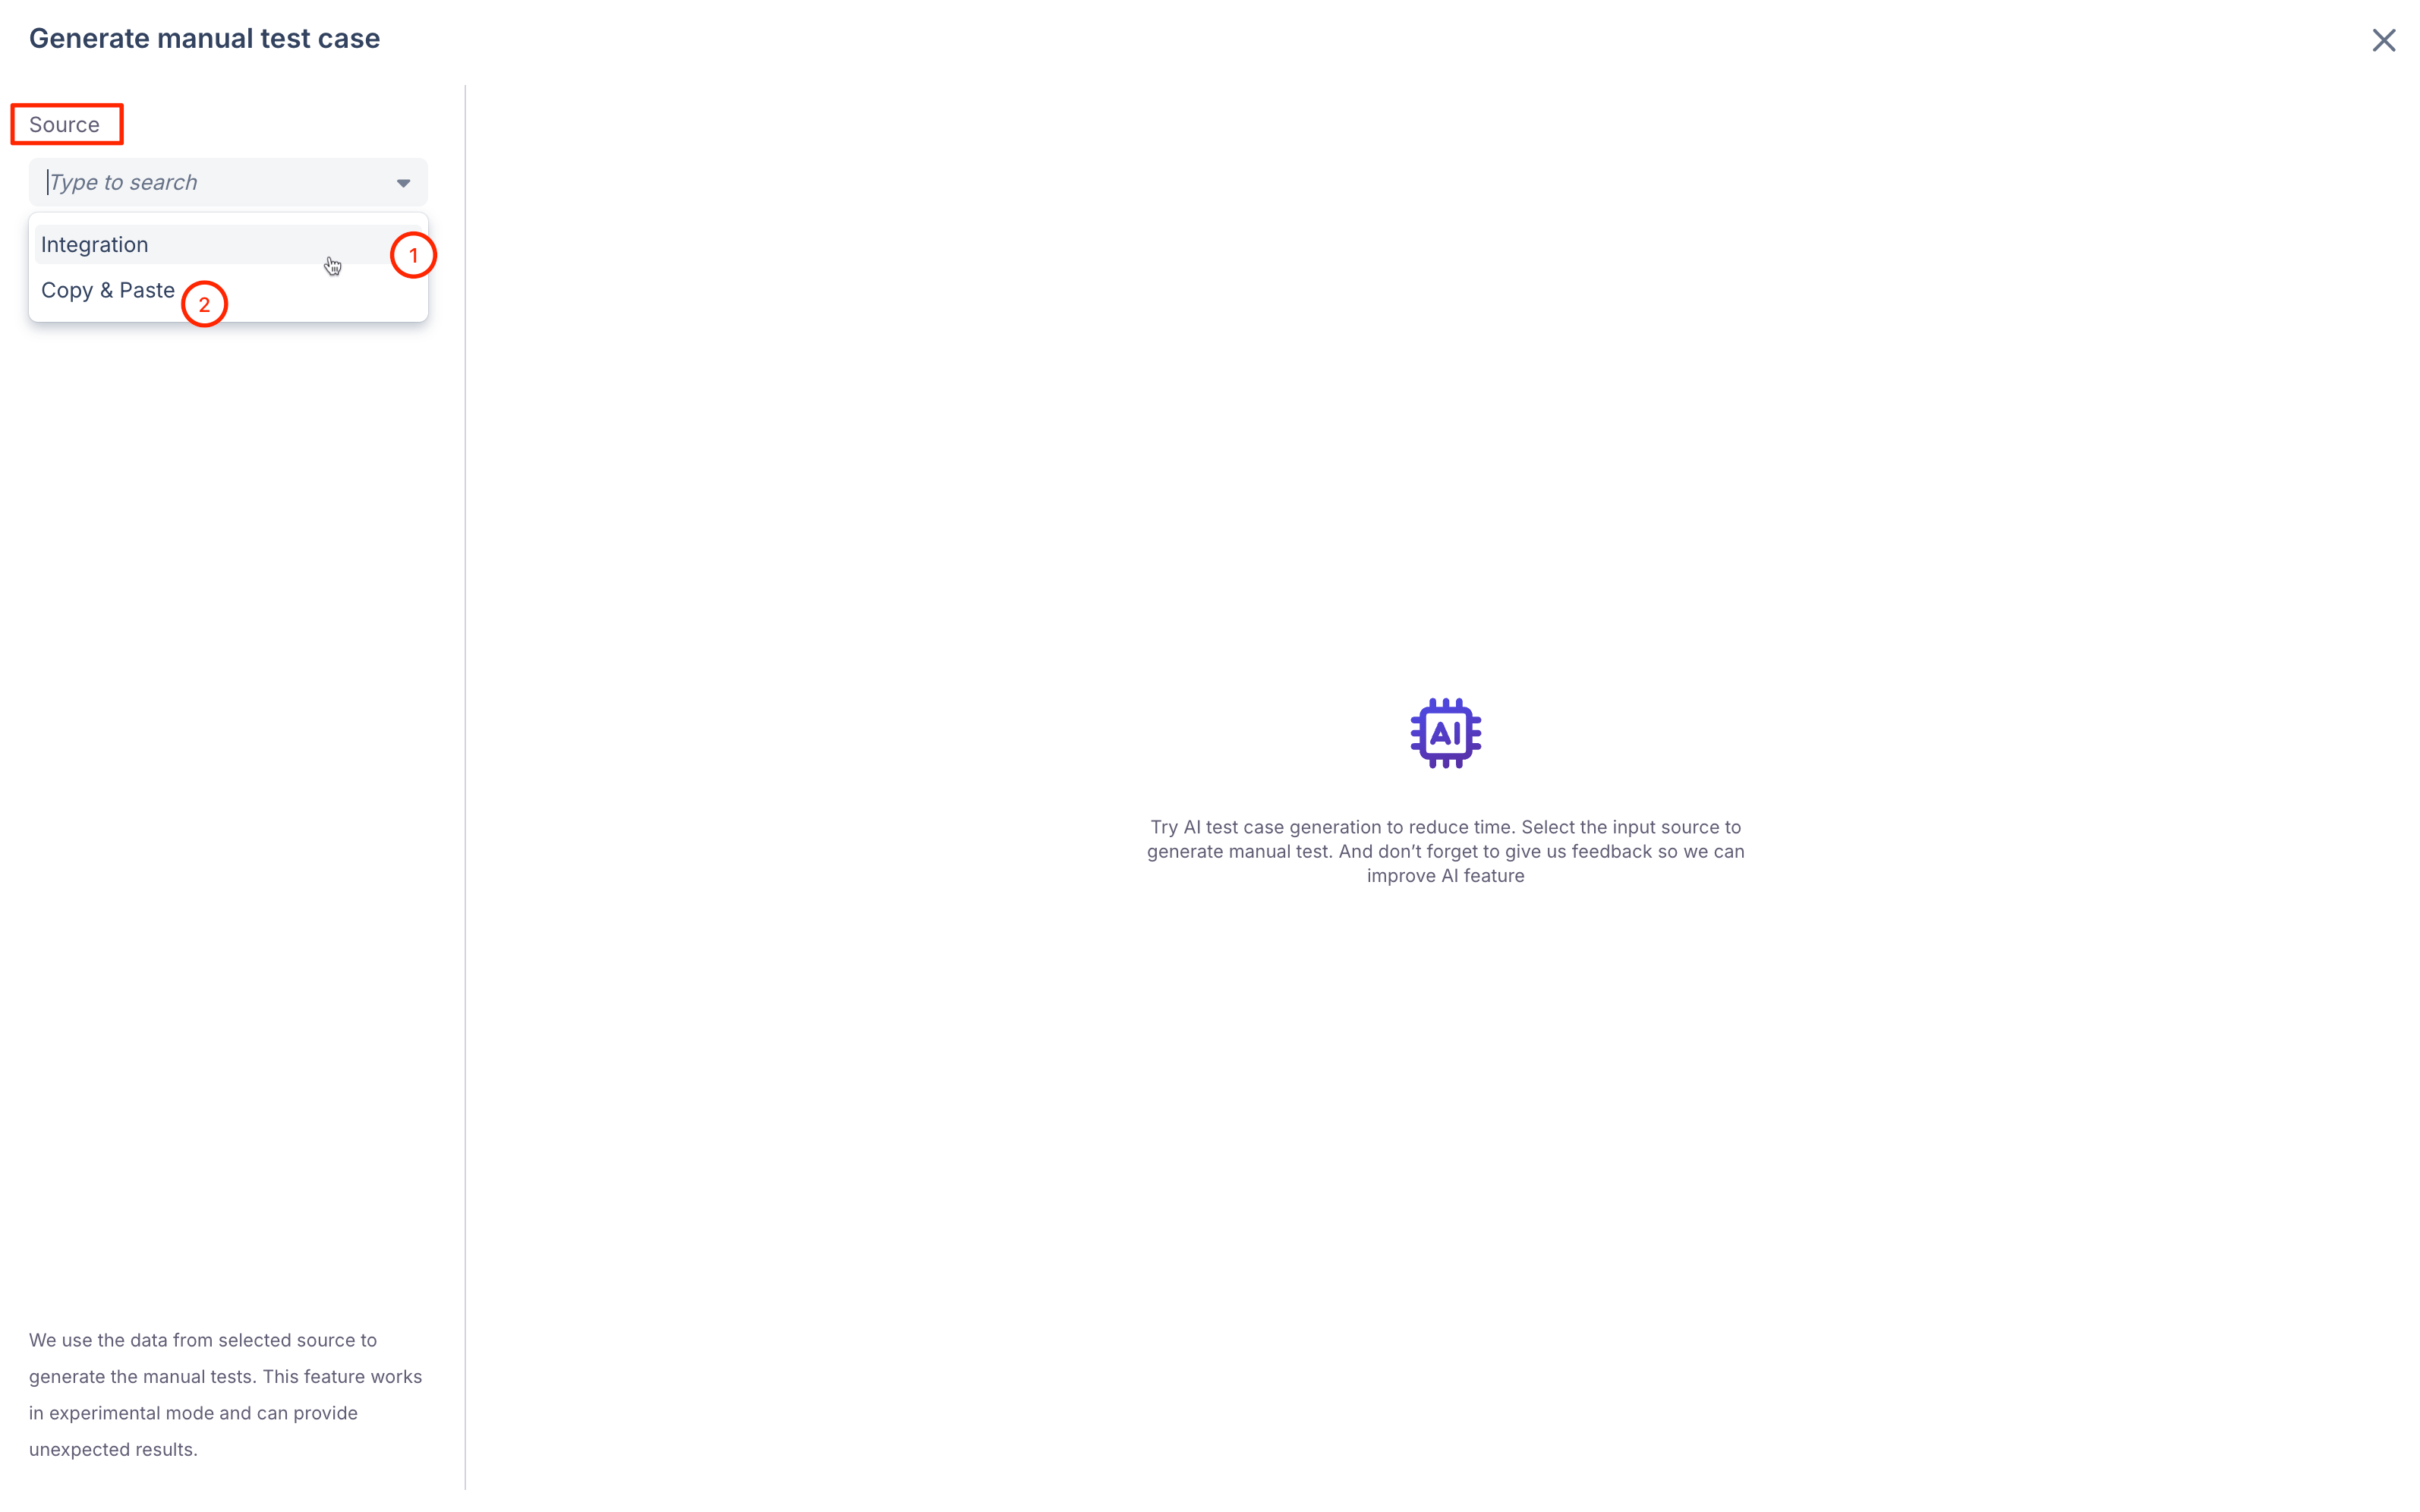 Generate manual test case
Source
Type to search
Integration
1
Copy & Paste
2
AI
Try AI test case generation to reduce time. Select the input source to
generate manual test. And don’t forget to give us feedback so we can
improve AI feature
We use the data from selected source to
generate the manual tests. This feature works
in experimental mode and can provide
unexpected results.